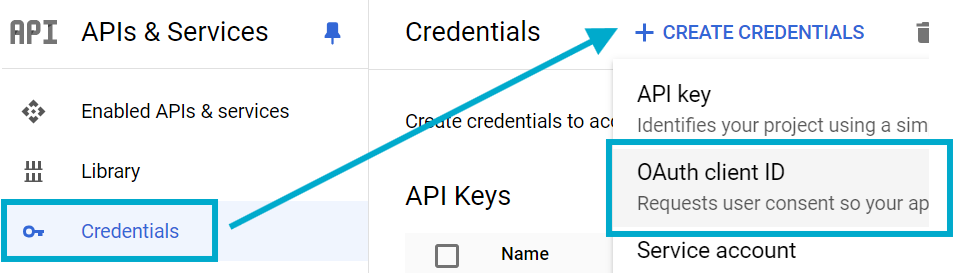 API APIs & Services
Enabled APIs & services
Library
Credentials
Credentials
+ CREATE CREDENTIALS
Create credentials to acc
API Keys
Name
API key
Identifies your project using a sim
OAuth client ID
Requests user consent so your ap
Service account